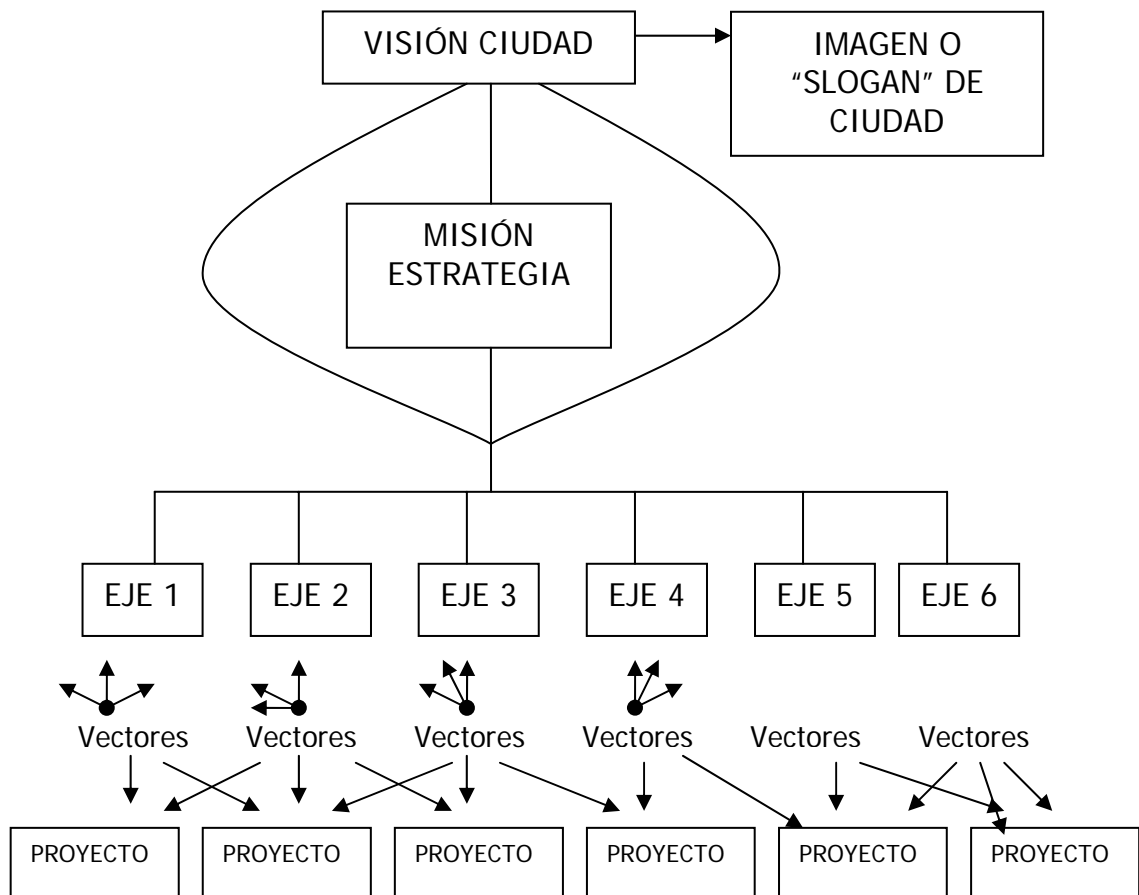 VISIÓN CIUDAD
IMAGEN O
“SLOGAN” DE
CIUDAD
MISIÓN
ESTRATEGIA
EJE 1
EJE 2
EJE 3
EJE 4
EJE 5
EJE 6
Vectores
Vectores
Vectores
Vectores
Vectores
Vectores
PROYECTO
PROYECTO
PROYECTO
PROYECTO
PROYECTO
PROYECTO